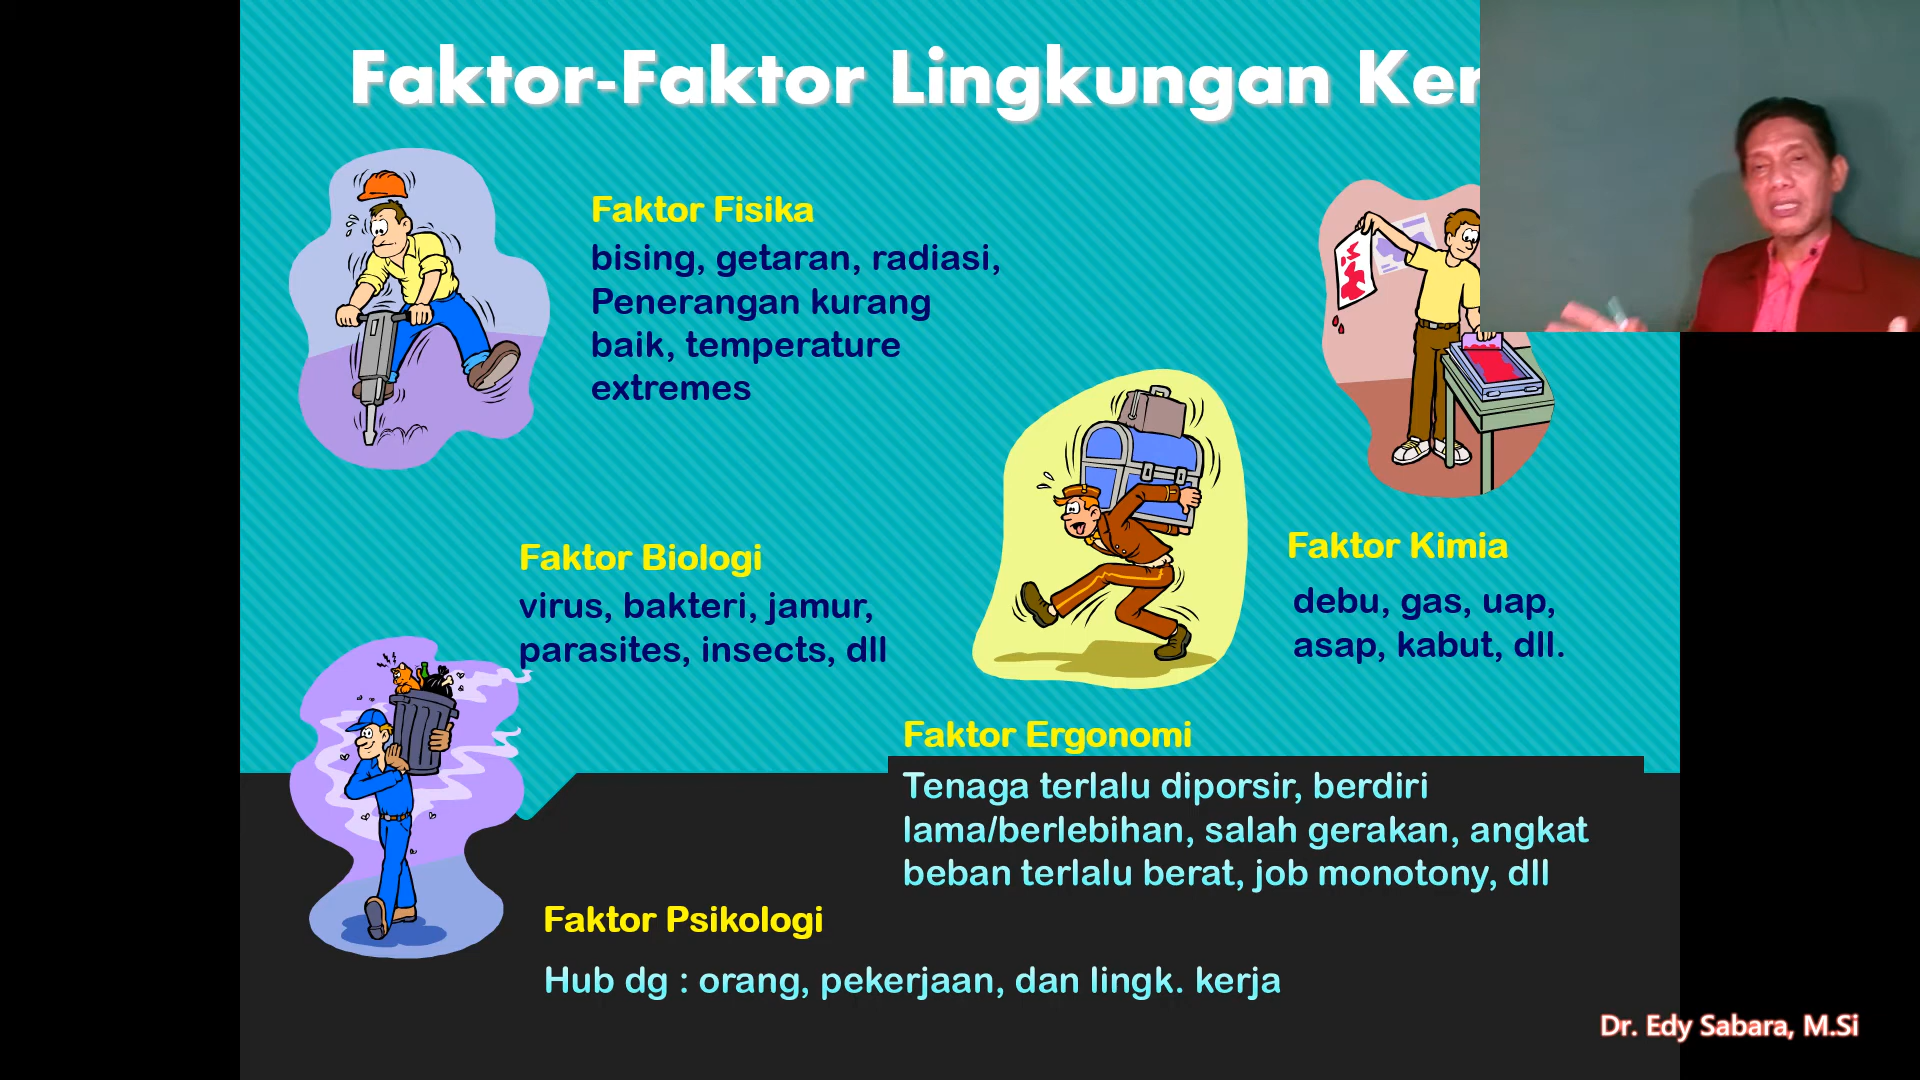 Faktor-Faktor Lingkungan Ker
Faktor Fisika
bising, getaran, radiasi,
Penerangan kurang
baik, temperature
extremes
Faktor Biologi
virus, bakteri, jamur,
parasites, insects, dll
Faktor Kimia
debu, gas, uap,
asap, kabut, dll.
Faktor Ergonomi
Tenaga terlalu diporsir, berdiri
lama/berlebihan, salah gerakan, angkat
beban terlalu berat, job monotony, dll
Faktor Psikologi
Hub dg : orang, pekerjaan, dan lingk. kerja
Dr. Edy Sabara, M.Si